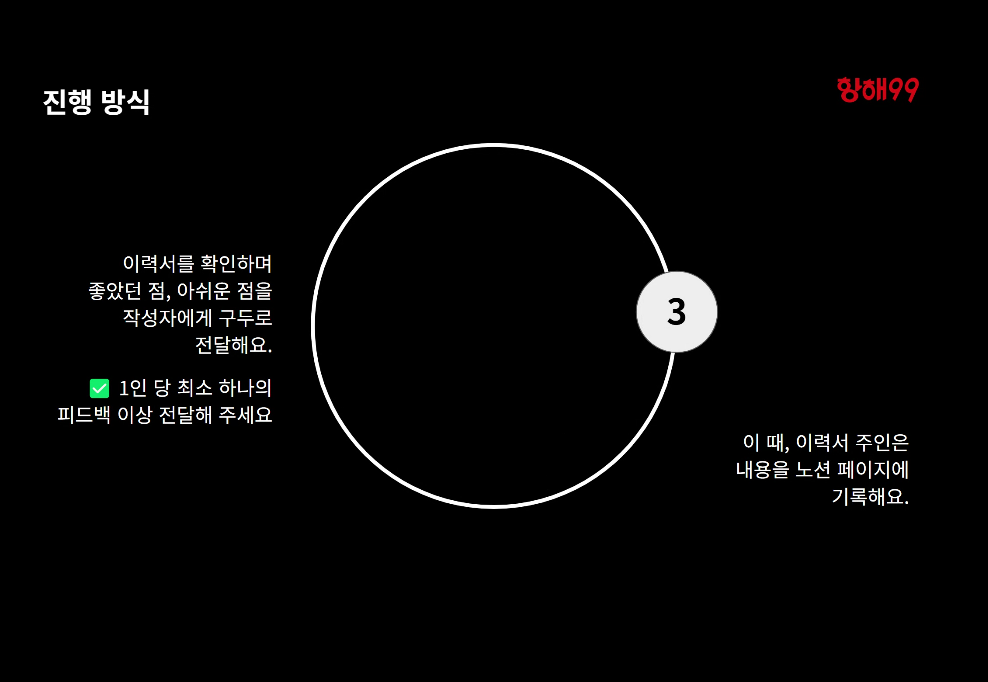 진행 방식
항해99
이력서를 확인하며
좋았던 점, 아쉬운 점을
작성자에게 구두로
전달해요.
✅ 1인 당 최소 하나의
피드백 이상 전달해 주세요
3
이 때, 이력서 주인은
내용을 노션 페이지에
기록해요.